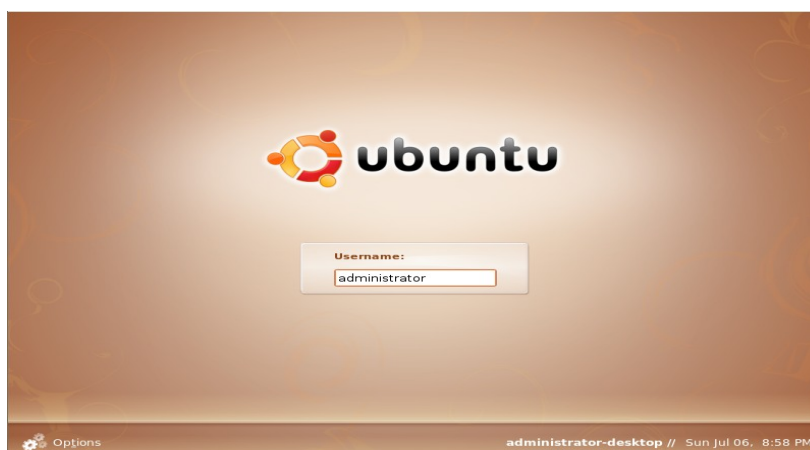 ubuntu
Username:
administrator
Options
administrator-desktop // Sun Jul 06, 8:58 PM